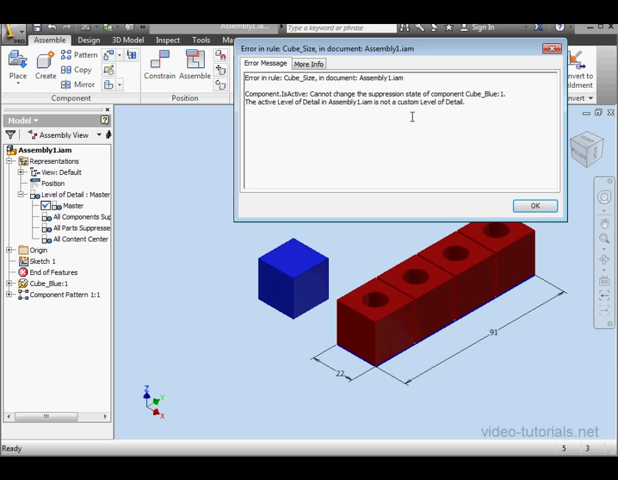 Assembly1.iam
Type a keyword or phrase
Sign In
PRO
Assemble
Design
3D Model
Inspect
Tools
Place
Create
Pattern
Copy
Constrain
Assemble
Component
Position
Convert
Model
Assembly View
Assembly1.iam
Representations
View: Default
Position
Level of Detail : Master
Master
All Components Sup
All Parts Suppresse
All Content Center
Origin
Sketch 1
End of Features
Cube_Blue:1
Component Pattern 1:1
Error in rule: Cube_Size, in document: Assembly1.iam
Error Message
More Info
Error in rule: Cube_Size, in document: Assembly1.iam
Component.IsActive: Cannot change the suppression state of component Cube_Blue:1.
The active Level of Detail in Assembly1.iam is not a custom Level of Detail.
OK
91
22
Z
Y
X
video-tutorials.net
Ready
5
3